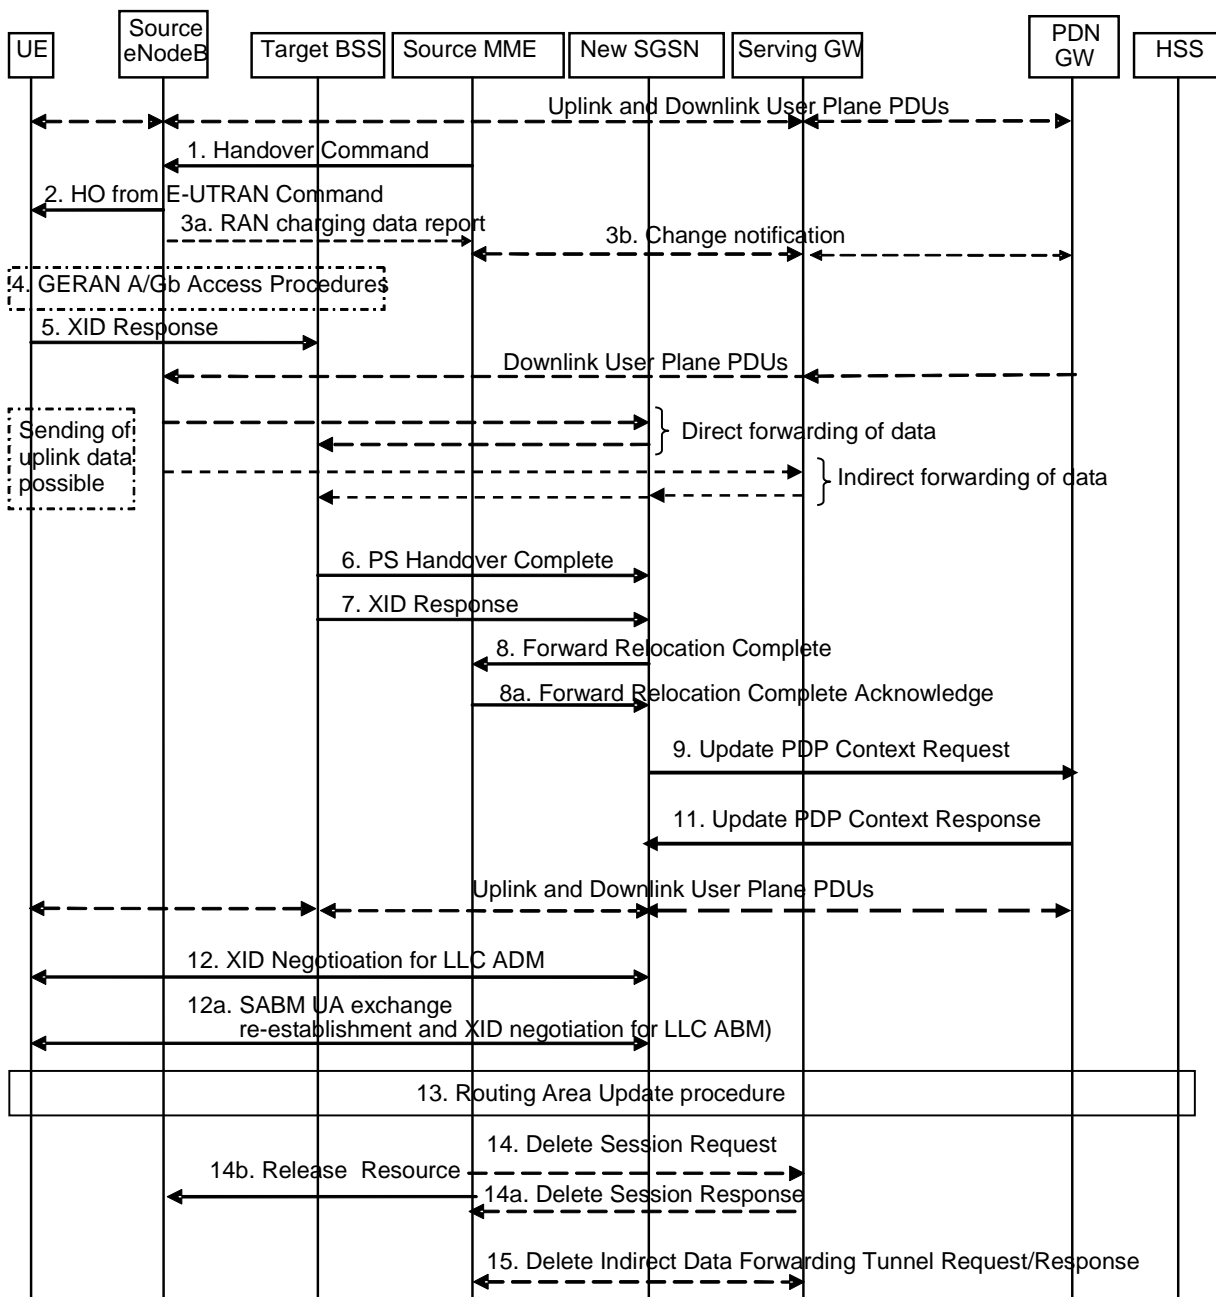 UE
Source
eNodeB
Target BSS
Source MME
New SGSN
Serving GW
PDN
GW
HSS
Uplink and Downlink User Plane PDUs
1. Handover Command
2. HO from E-UTRAN Command
3a. RAN charging data report
3b. Change notification
4. GERAN A/Gb Access Procedures
5. XID Response
Downlink User Plane PDUs
Sending of
uplink data
possible
Direct forwarding of data
Indirect forwarding of data
6. PS Handover Complete
7. XID Response
8. Forward Relocation Complete
8a. Forward Relocation Complete Acknowledge
9. Update PDP Context Request
11. Update PDP Context Response
Uplink and Downlink User Plane PDUs
12. XID Negotioation for LLC ADM
12a. SABM UA exchange
re-establishment and XID negotiation for LLC ABM)
13. Routing Area Update procedure
14. Delete Session Request
14b. Release Resource
14a. Delete Session Response
15. Delete Indirect Data Forwarding Tunnel Request/Response